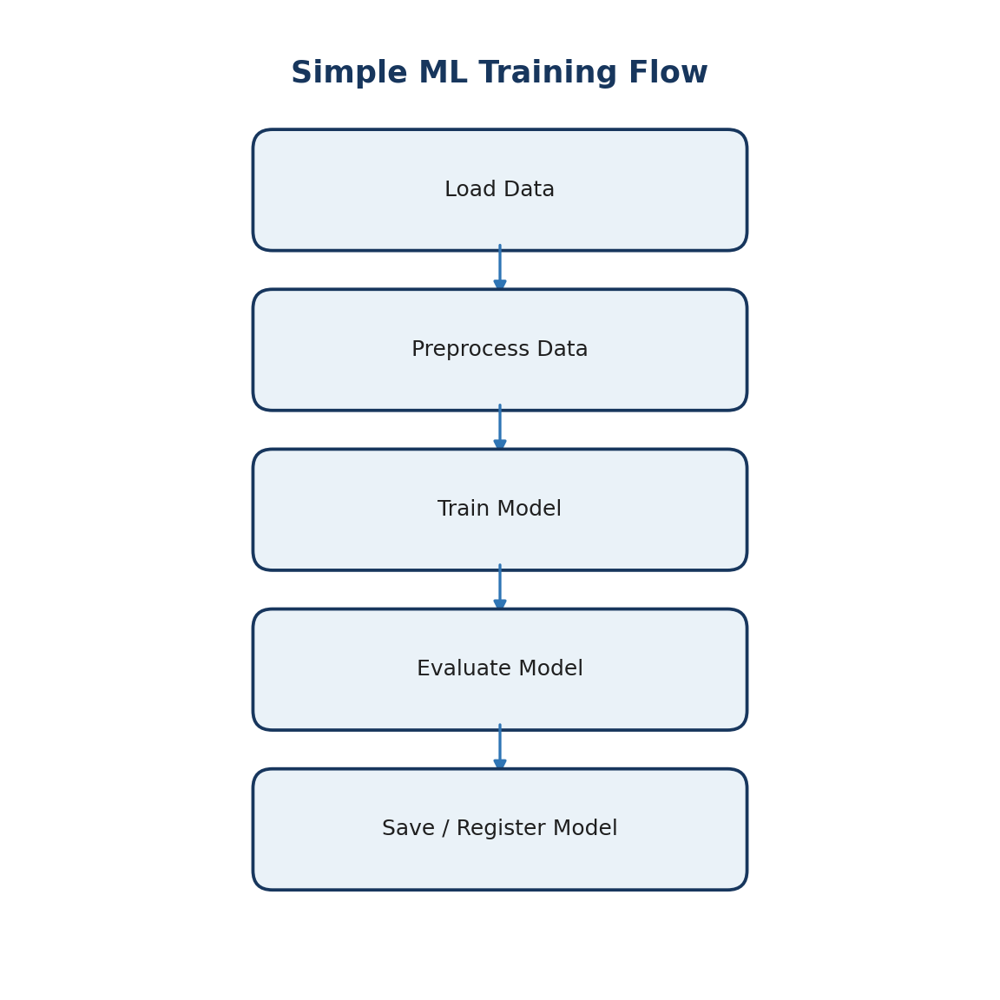 Simple ML Training Flow
Load Data
Preprocess Data
Train Model
Evaluate Model
Save / Register Model